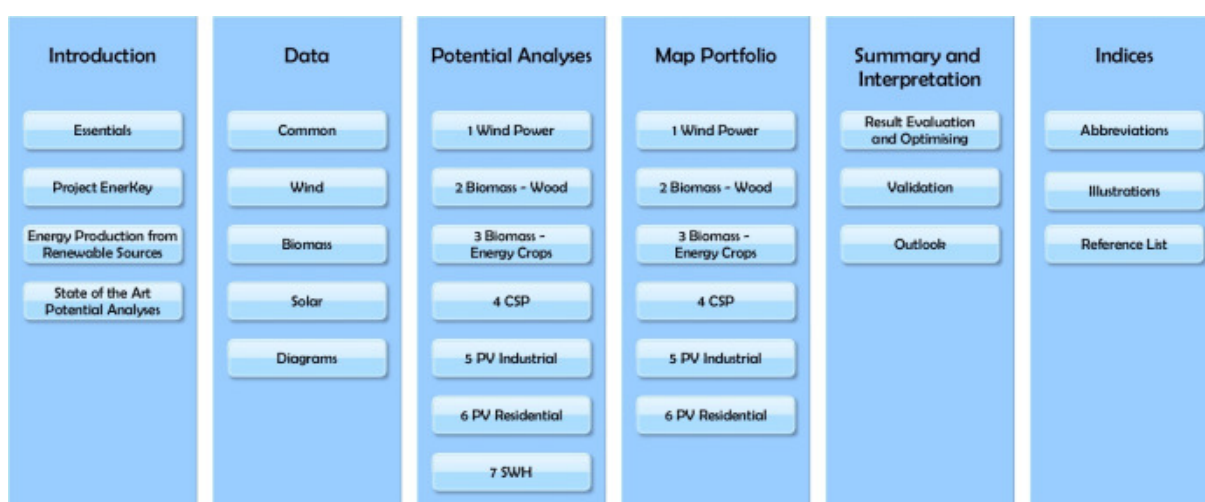 Introduction
Essentials
Project EnerKey
Energy Production from
Renewable Sources
State of the Art
Potential Analyses
Data
Common
Wind
Biomass
Solar
Diagrams
Potential Analyses
1 Wind Power
2 Biomass - Wood
3 Biomass -
Energy Crops
4 CSP
5 PV Industrial
6 PV Residential
7 SWH
Map Portfolio
1 Wind Power
2 Biomass - Wood
3 Biomass -
Energy Crops
4 CSP
5 PV Industrial
6 PV Residential
Summary and
Interpretation
Result Evaluation
and Optimising
Validation
Outlook
Indices
Abbreviations
Illustrations
Reference List